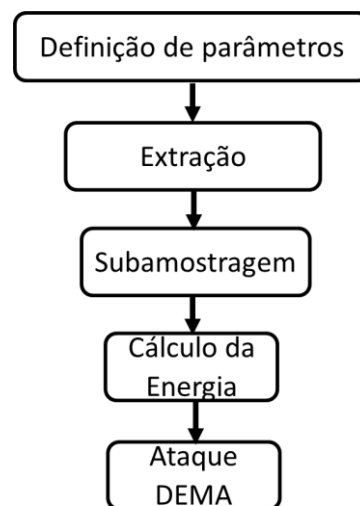 Definição de parâmetros
Extração
Subamostragem
Cálculo da
Energia
Ataque
DEMA